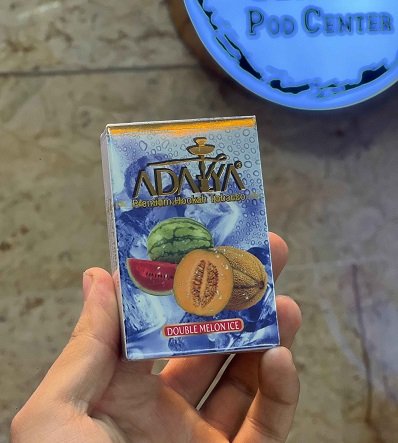 POD CENTER
ADALYA®
Premium Hookah Tobacco
DOUBLE MELON ICE